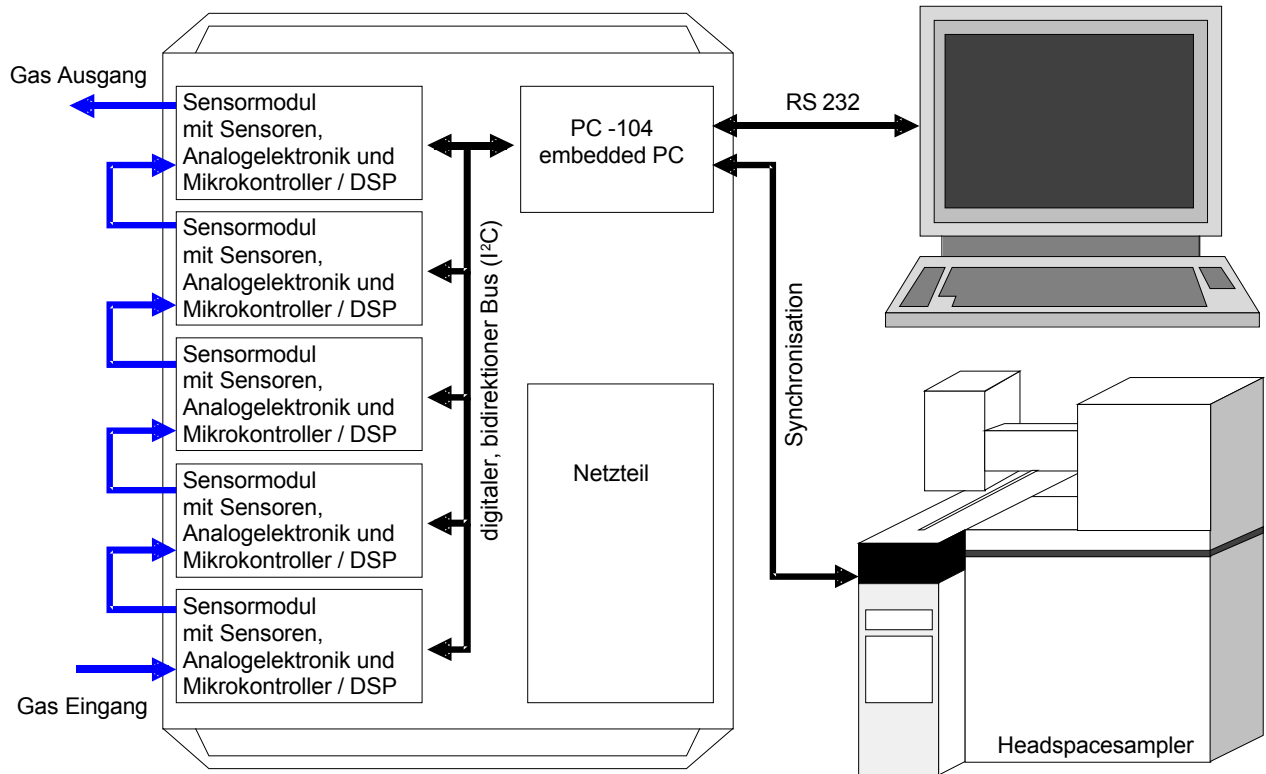 Gas Ausgang
Sensormodul
mit Sensoren,
Analogelektronik und
Mikrokontroller / DSP
Sensormodul
mit Sensoren,
Analogelektronik und
Mikrokontroller / DSP
Sensormodul
mit Sensoren,
Analogelektronik und
Mikrokontroller / DSP
Sensormodul
mit Sensoren,
Analogelektronik und
Mikrokontroller / DSP
Sensormodul
mit Sensoren,
Analogelektronik und
Mikrokontroller / DSP
Gas Eingang
digitaler, bidirektioner Bus (I²C)
PC -104
embedded PC
Netzteil
RS 232
Synchronisation
Headspacesampler